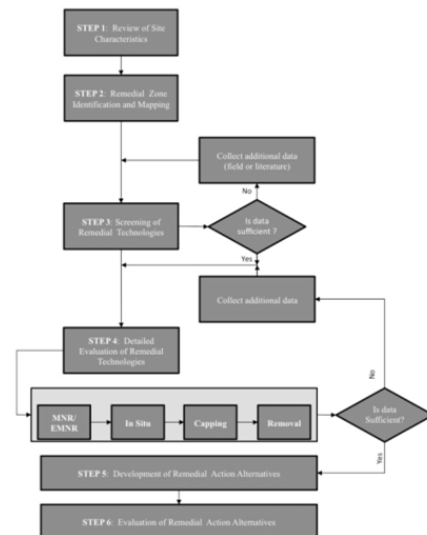 STEP 1: Review of Site
Characteristics
STEP 2: Remedial Zone
Identification and Mapping
Collect additional data
(field or literature)
No
STEP 3: Screening of
Remedial Technologies
Is data
sufficient ?
Yes
Collect additional data
STEP 4: Detailed
Evaluation of Remedial
Technologies
No
MNR/
EMNR
In Situ
Capping
Removal
Is data
Sufficient?
Yes
STEP 5: Development of Remedial Action Alternatives
STEP 6: Evaluation of Remedial Action Alternatives